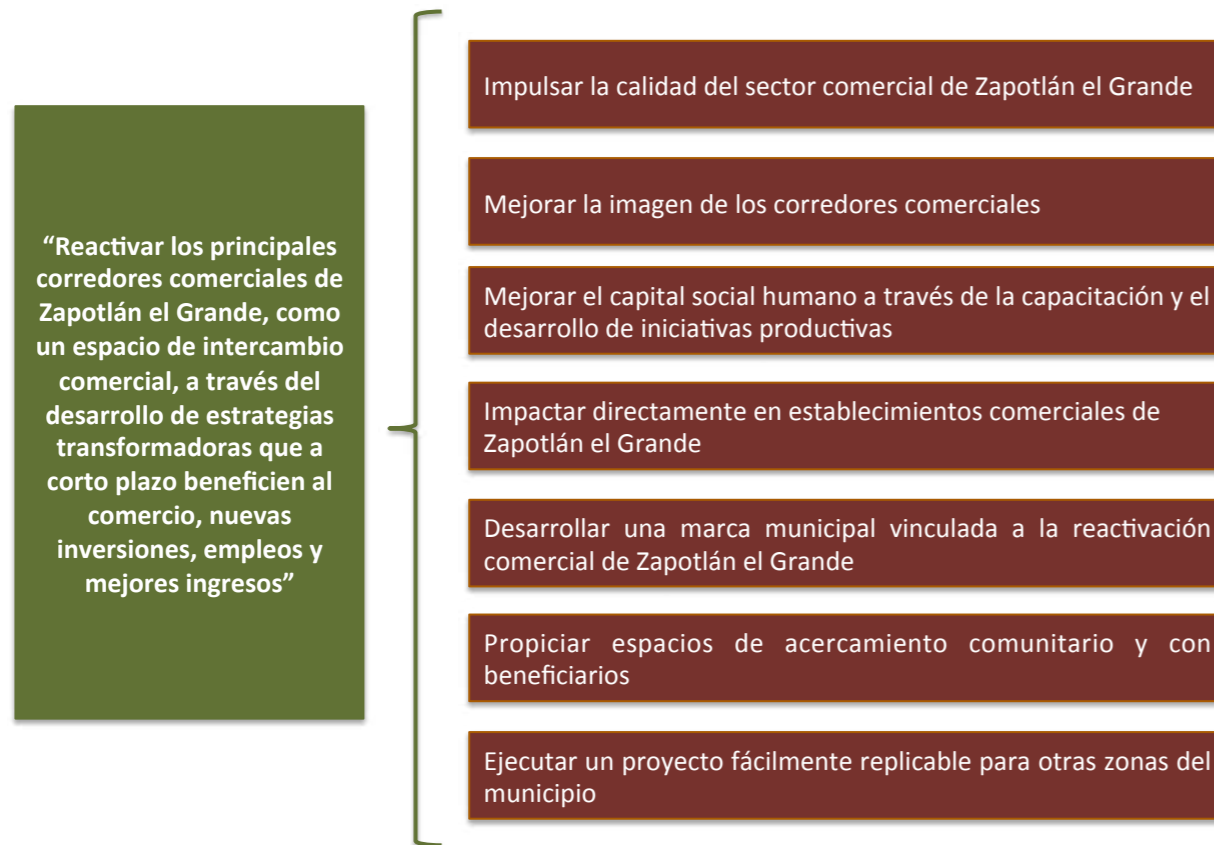 “Reactivar los principales
corredores comerciales de
Zapotlán el Grande, como
un espacio de intercambio
comercial, a través del
desarrollo de estrategias
transformadoras que a
corto plazo beneficien al
comercio, nuevas
inversiones, empleos y
mejores ingresos”
Impulsar la calidad del sector comercial de Zapotlán el Grande
Mejorar la imagen de los corredores comerciales
Mejorar el capital social humano a través de la capacitación y el
desarrollo de iniciativas productivas
Impactar directamente en establecimientos comerciales de
Zapotlán el Grande
Desarrollar una marca municipal vinculada a la reactivación
comercial de Zapotlán el Grande
Propiciar espacios de acercamiento comunitario y con
beneficiarios
Ejecutar un proyecto fácilmente replicable para otras zonas del
municipio